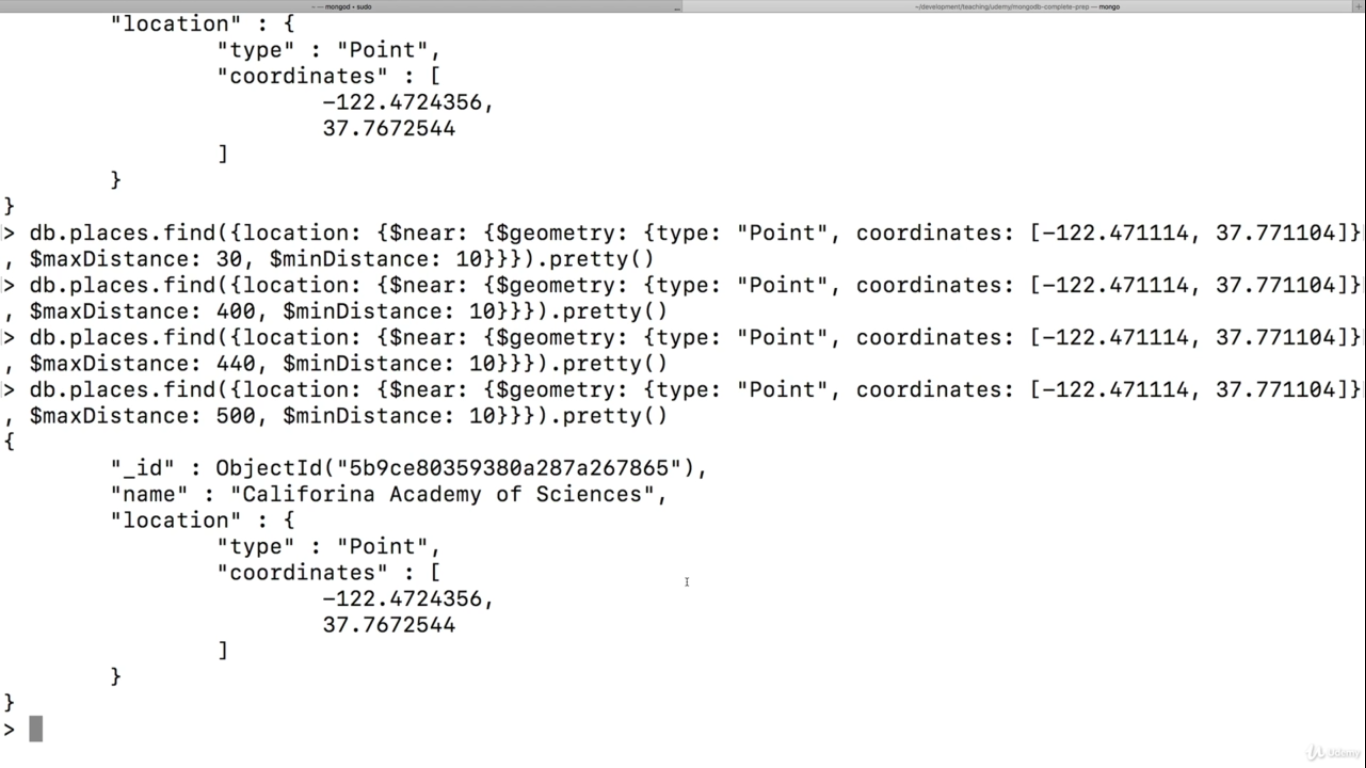 ~ — mongod • sudo
~/development/teaching/udemy/mongodb-complete-prep — mongo
"location" : {
"type" : "Point",
"coordinates" : [
-122.4724356,
37.7672544
]
}
}
> db.places.find({location: {$near: {$geometry: {type: "Point", coordinates: [-122.471114, 37.771104]}
, $maxDistance: 30, $minDistance: 10}}}).pretty()
> db.places.find({location: {$near: {$geometry: {type: "Point", coordinates: [-122.471114, 37.771104]}
, $maxDistance: 400, $minDistance: 10}}}).pretty()
> db.places.find({location: {$near: {$geometry: {type: "Point", coordinates: [-122.471114, 37.771104]}
, $maxDistance: 440, $minDistance: 10}}}).pretty()
> db.places.find({location: {$near: {$geometry: {type: "Point", coordinates: [-122.471114, 37.771104]}
, $maxDistance: 500, $minDistance: 10}}}).pretty()
{
"_id" : ObjectId("5b9ce80359380a287a267865"),
"name" : "Califorina Academy of Sciences",
"location" : {
"type" : "Point",
"coordinates" : [
-122.4724356,
37.7672544
]
}
}
>
Udemy